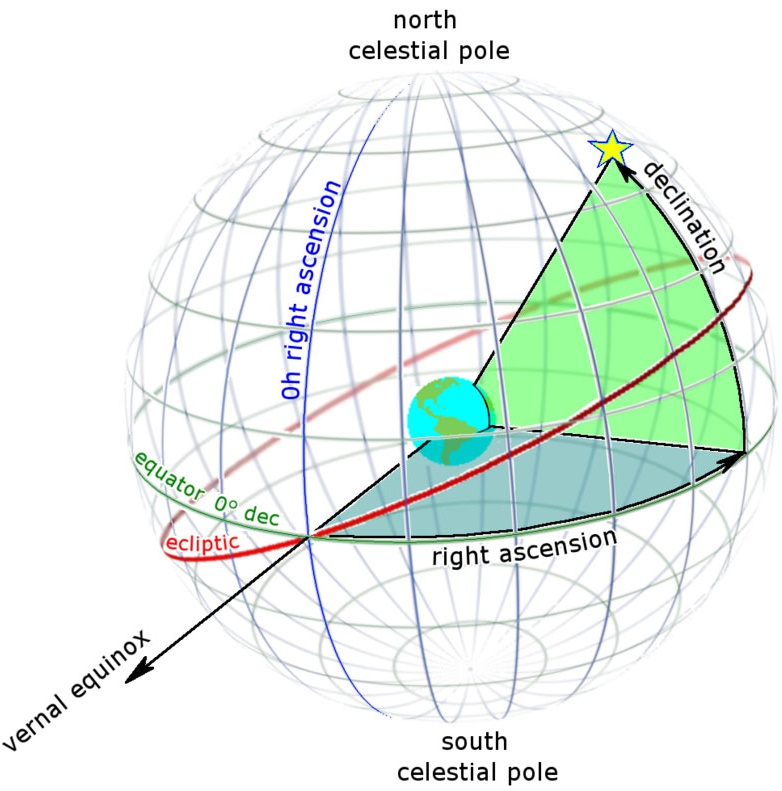 north
celestial pole
declination
0h right ascension
equator 0° dec
ecliptic
right ascension
vernal equinox
south
celestial pole